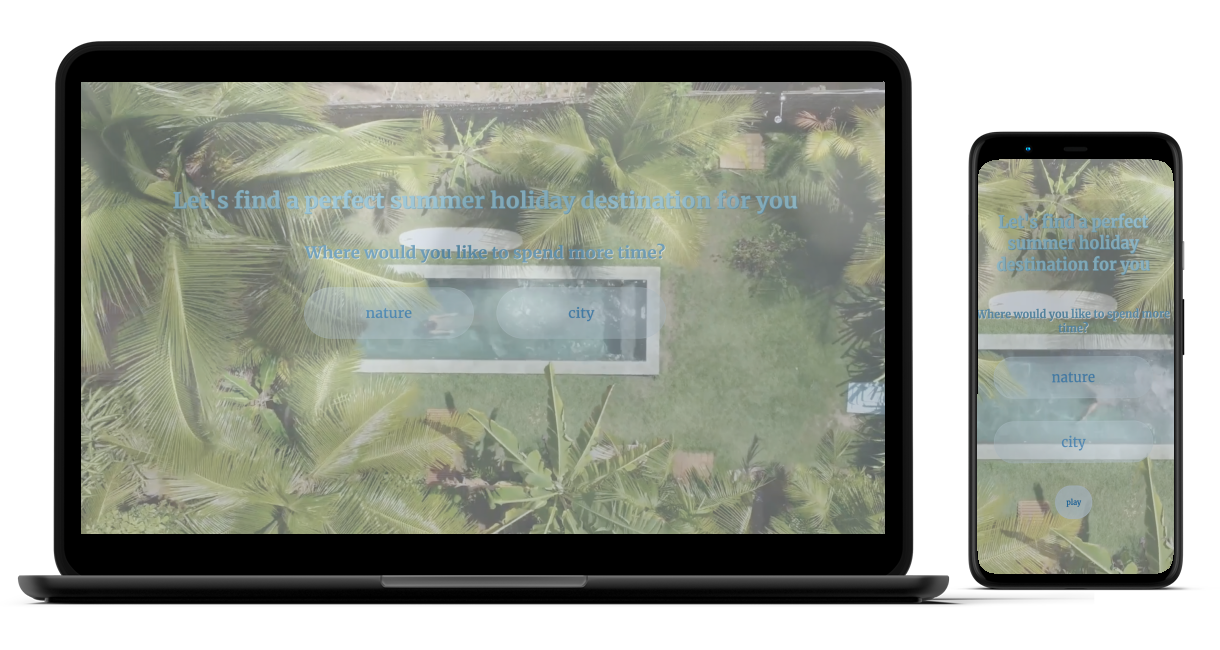 Let's find a perfect summer holiday destination for you
Where would you like to spend more time?
nature
city
Let's find a perfect
summer holiday
destination for you
Where would you like to spend more
time?
nature
city
play